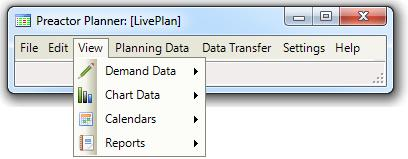 Preactor Planner: [LivePlan]
File Edit View Planning Data Data Transfer Settings Help
Demand Data
Chart Data
Calendars
Reports